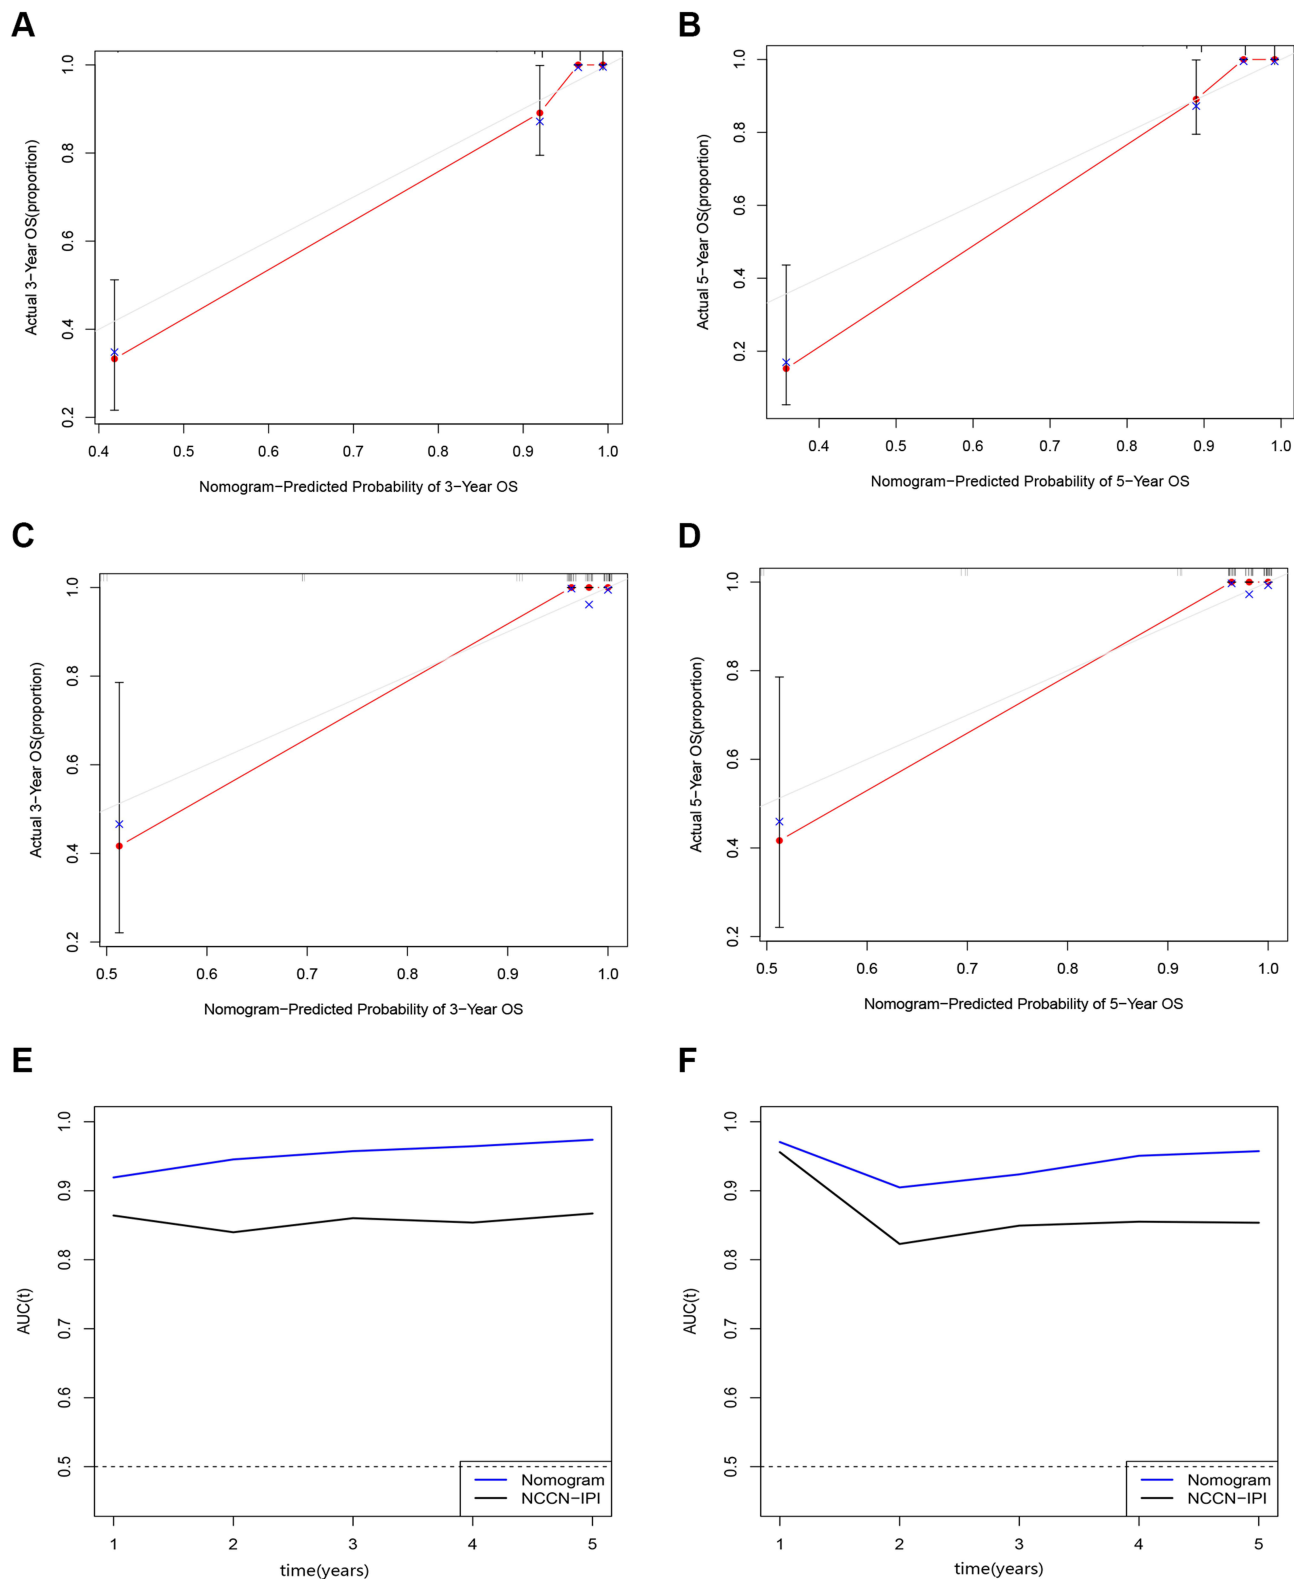 A
Actual 3−Year OS(proportion)
1.0
0.8
0.6
0.4
0.2
0.4 0.5 0.6 0.7 0.8 0.9 1.0
Nomogram−Predicted Probability of 3−Year OS
B
Actual 5−Year OS(proportion)
1.0
0.8
0.6
0.4
0.2
0.4 0.5 0.6 0.7 0.8 0.9 1.0
Nomogram−Predicted Probability of 5−Year OS
C
Actual 3−Year OS(proportion)
1.0
0.8
0.6
0.4
0.2
0.5 0.6 0.7 0.8 0.9 1.0
Nomogram−Predicted Probability of 3−Year OS
D
Actual 5−Year OS(proportion)
1.0
0.8
0.6
0.4
0.2
0.5 0.6 0.7 0.8 0.9 1.0
Nomogram−Predicted Probability of 5−Year OS
E
AUC(t)
1.0
0.9
0.8
0.7
0.6
0.5
Nomogram
NCCN−IPI
1 2 3 4 5
time(years)
F
AUC(t)
1.0
0.9
0.8
0.7
0.6
0.5
Nomogram
NCCN−IPI
1 2 3 4 5
time(years)